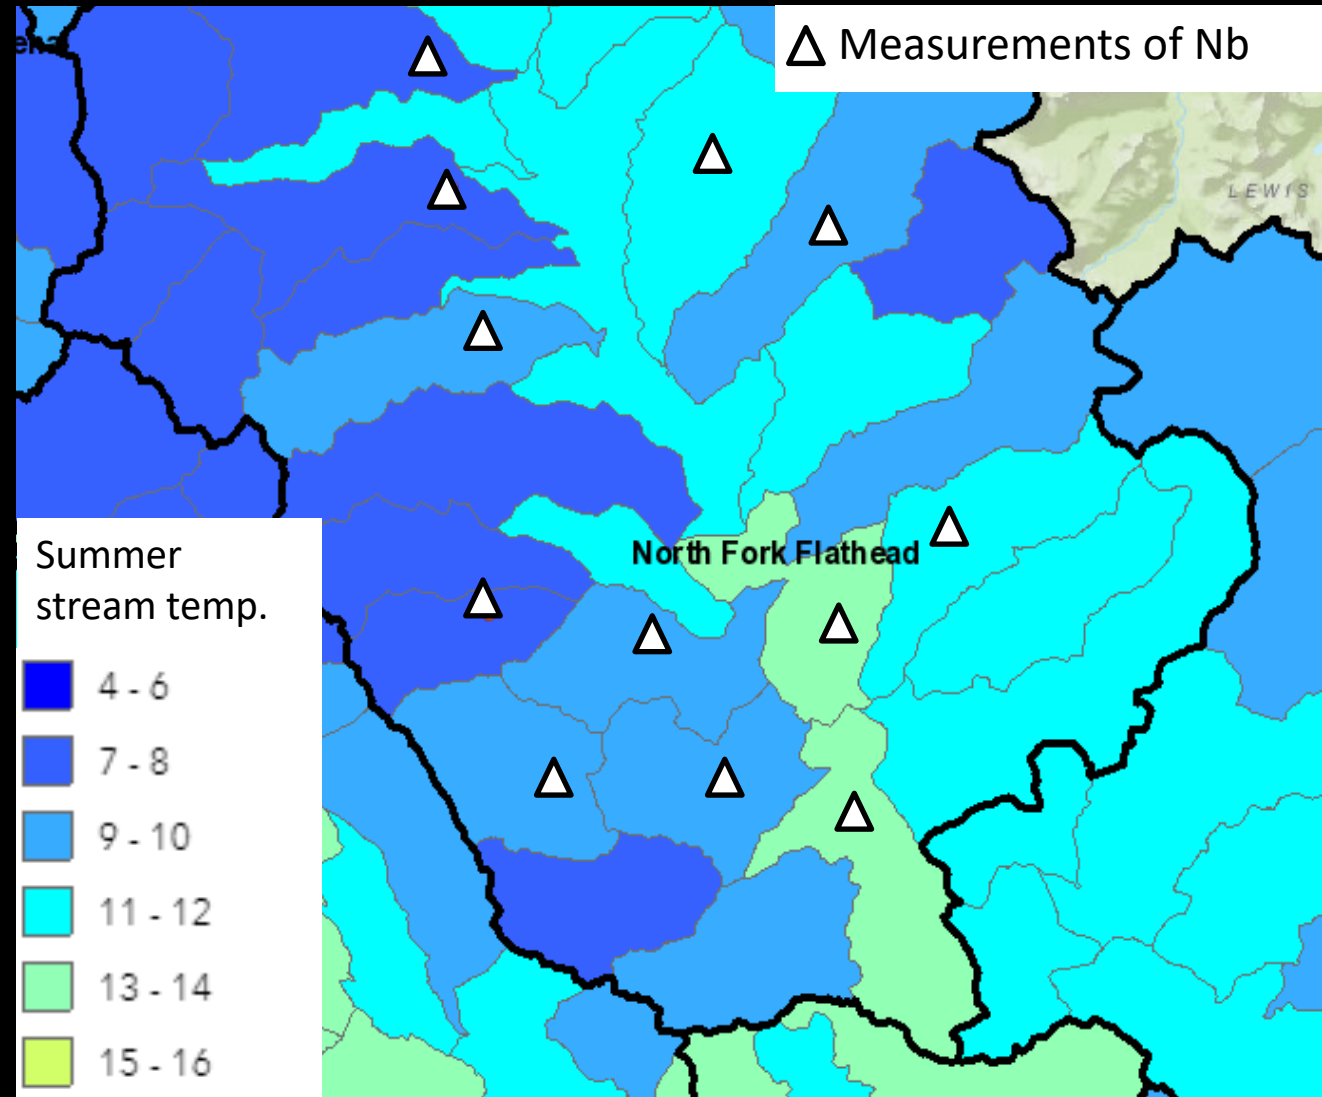 Measurements of Nb
LEWIS
North Fork Flathead
Summer
stream temp.
4 - 6
7 - 8
9 - 10
11 - 12
13 - 14
15 - 16